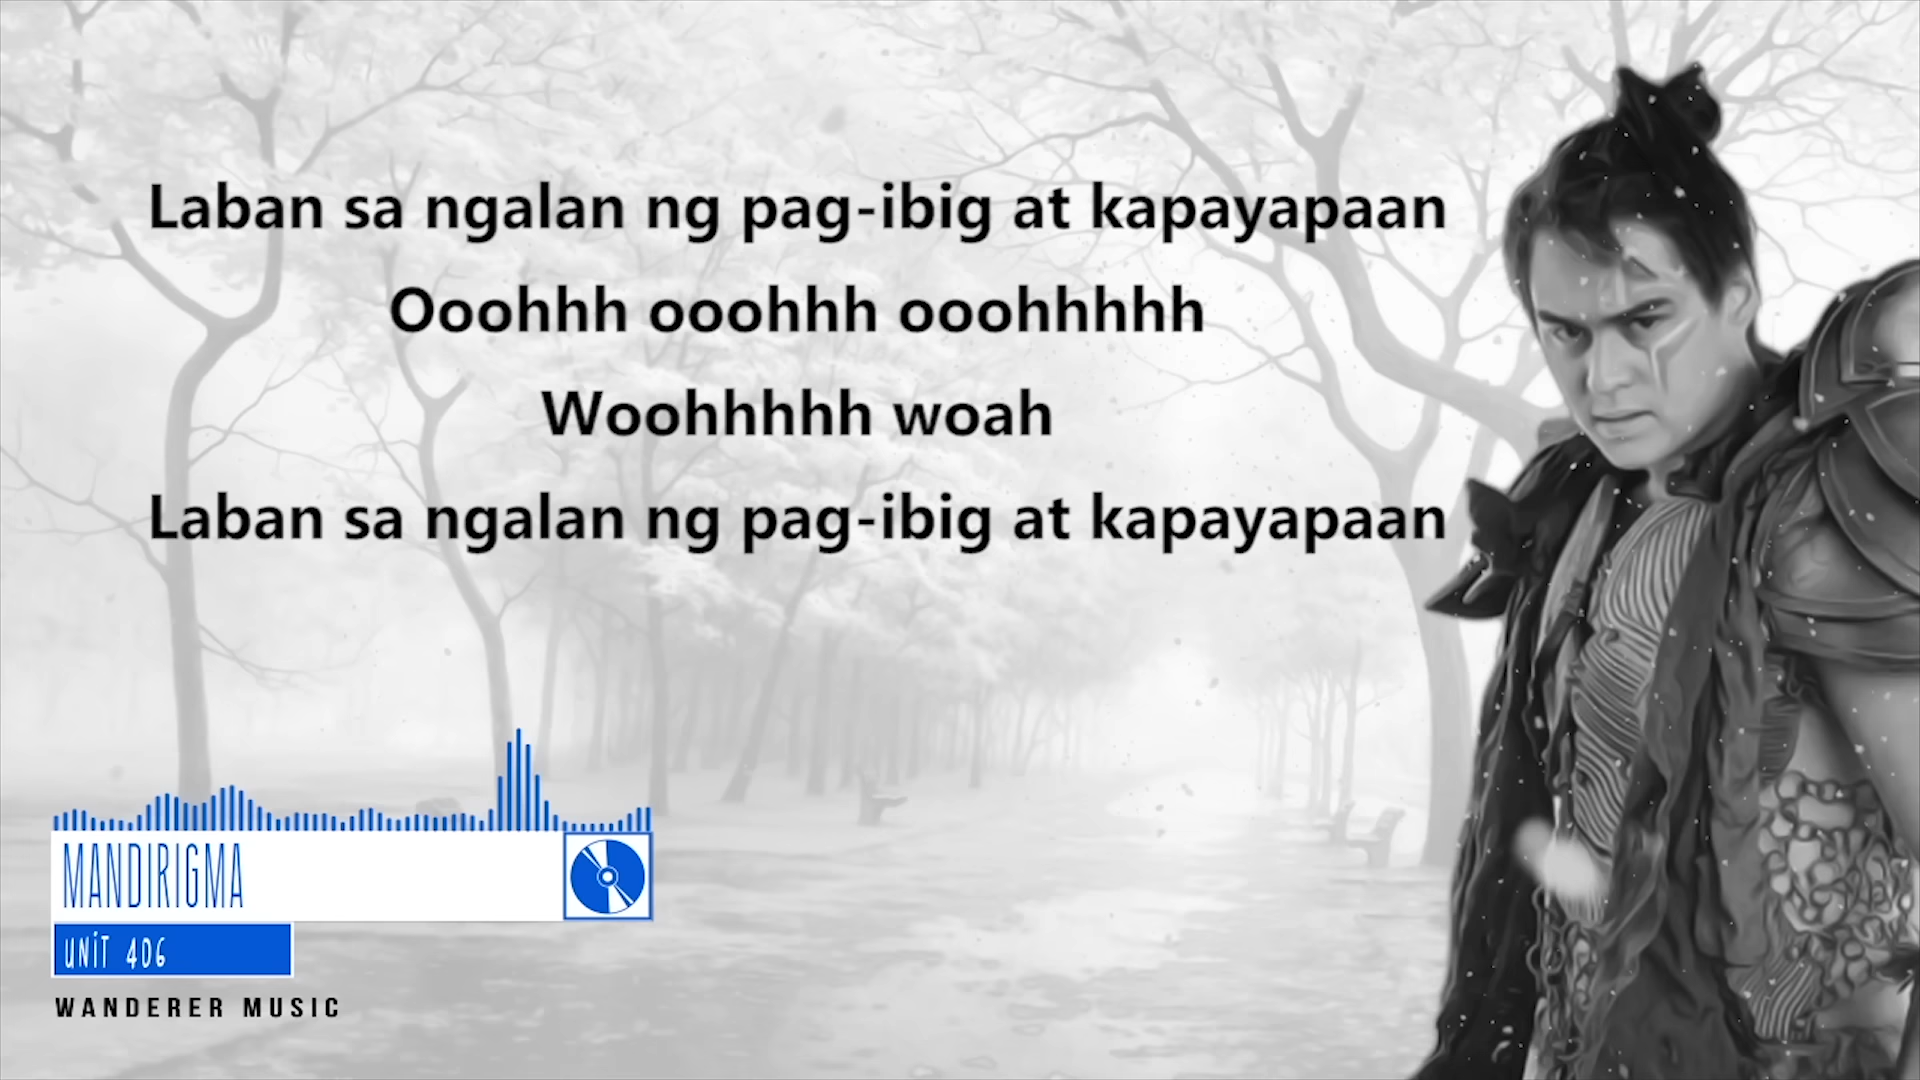 Laban sa ngalan ng pag-ibig at kapayapaan
Ooohhh ooohhh ooohhhhh
Woohhhhh woah
Laban sa ngalan ng pag-ibig at kapayapaan
MANDIRIGMA
UNiT 406
WANDERER MUSIC